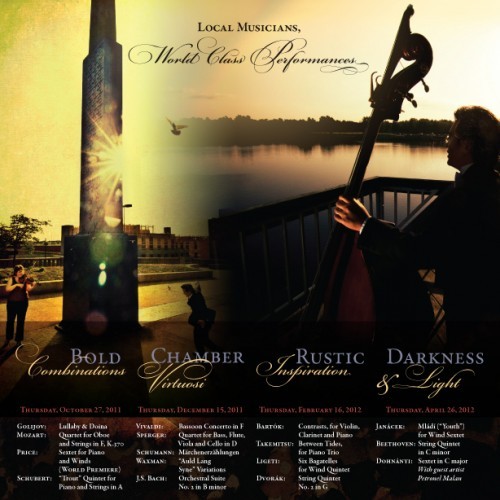 Local Musicians,
World Class Performances
Bold
Combinations
Thursday, October 27, 2011
Golijov: Lullaby & Doina
Mozart: Quartet for Oboe
and Strings in F, K.370
Price: Sextet for Piano
and Winds
(World Premiere)
Schubert: "Trout" Quintet for
Piano and Strings in A
Chamber
Virtuosi
Thursday, December 15, 2011
Vivaldi: Bassoon Concerto in F
Sperger: Quartet for Bass, Flute,
Viola and Cello in D
Schumann: Märchenerzählungen
Waxman: "Auld Lang
Syne" Variations
J.S. Bach: Orchestral Suite
No. 2 in B minor
Rustic
Inspiration
Thursday, February 16, 2012
Bartók: Contrasts, for Violin,
Clarinet and Piano
Takemitsu: Between Tides,
for Piano Trio
Ligeti: Six Bagatelles
for Wind Quintet
Dvořák: String Quintet
No. 2 in G
Darkness
& Light
Thursday, April 26, 2012
Janáček: Mládi ("Youth")
for Wind Sextet
Beethoven: String Quintet
in C minor
Dohnányi: Sextet in C major
With guest artist
Petronel Malan